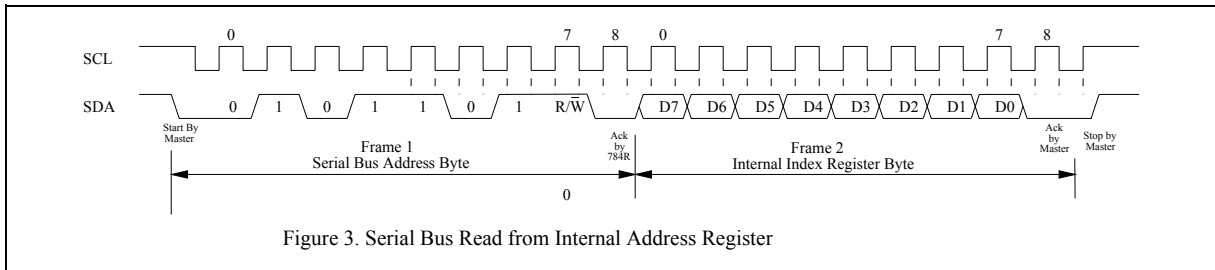 0 7 8 0 7 8
SCL
SDA 0 1 0 1 1 0 1 R/W̅ D7 D6 D5 D4 D3 D2 D1 D0
Start By
Master
Ack
by
784R
Ack
by
Master
Stop by
Master
Frame 1
Serial Bus Address Byte
Frame 2
Internal Index Register Byte
0
Figure 3. Serial Bus Read from Internal Address Register